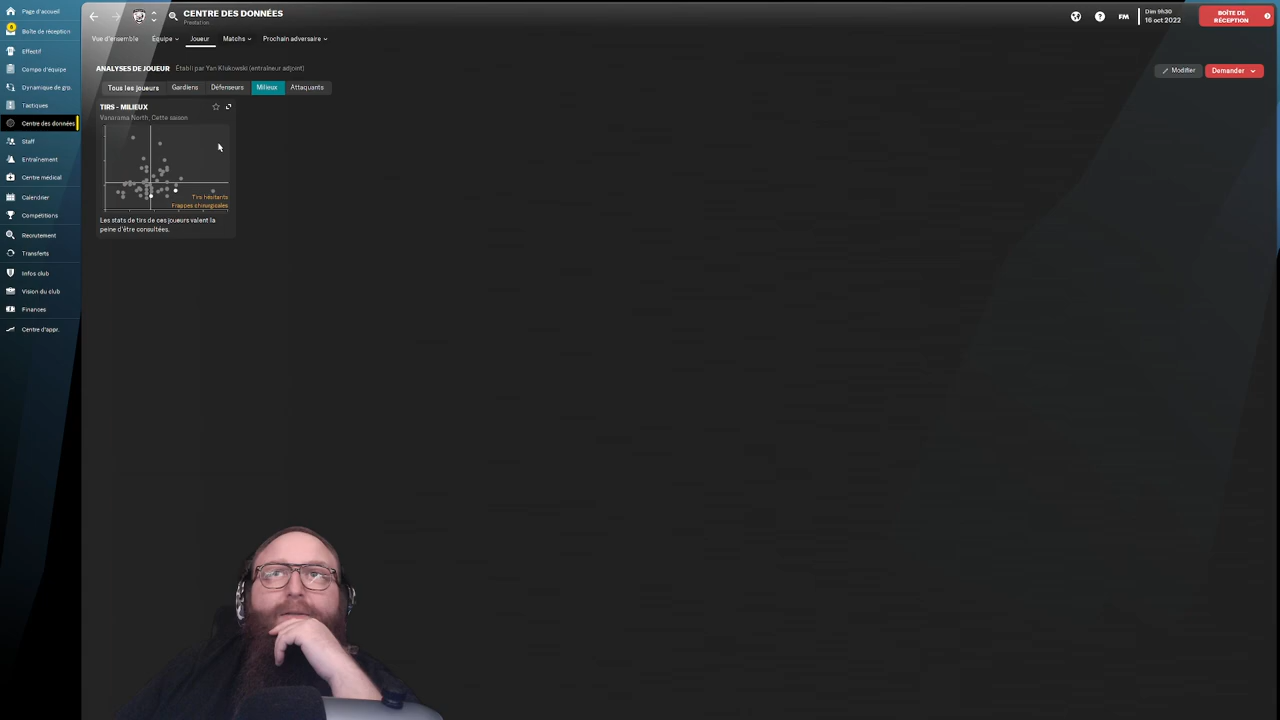 Page d'accueil
6
Boîte de réception
Effectif
Compo d'équipe
Dynamique de grp.
Tactiques
Centre des données
Staff
Entraînement
Centre médical
Calendrier
Compétitions
Recrutement
Transferts
Infos club
Vision du club
Finances
Centre d'appr.
CENTRE DES DONNÉES
Prestation...
FM
Dim 9h30
16 oct 2022
BOÎTE DE
RÉCEPTION
Vue d'ensemble
Équipe
Joueur
Matchs
Prochain adversaire
ANALYSES DE JOUEUR
Établi par Yan Klukowski (entraîneur adjoint)
Modifier
Demander
Tous les joueurs
Gardiens
Défenseurs
Milieux
Attaquants
TIRS - MILIEUX
Vanarama North, Cette saison
Tirs hésitants
Frappes chirurgicales
Les stats de tirs de ces joueurs valent la
peine d'être consultées.